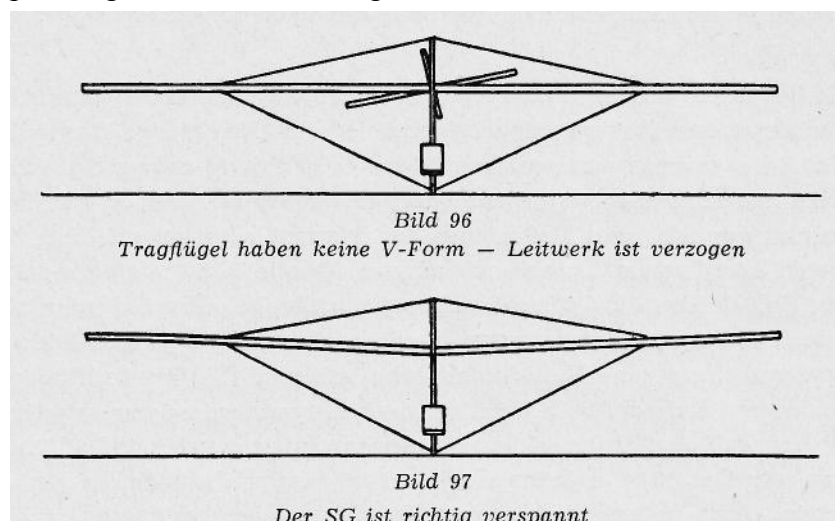 Bild 96
Tragflügel haben keine V-Form — Leitwerk ist verzogen
Bild 97
Der SG ist richtig verspannt